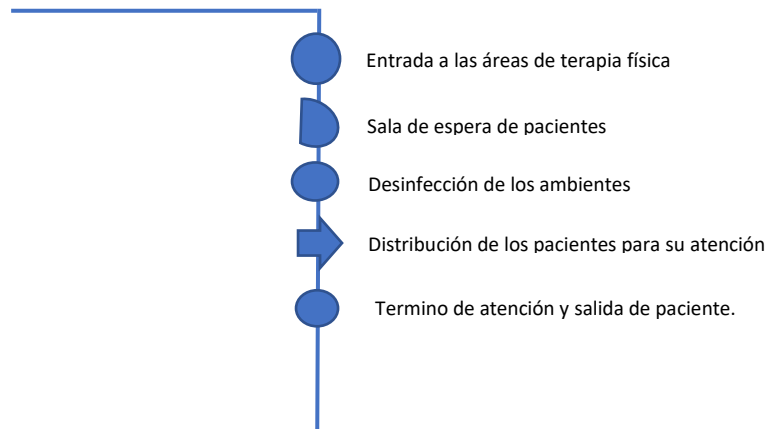 Entrada a las áreas de terapia física
Sala de espera de pacientes
Desinfección de los ambientes
Distribución de los pacientes para su atención
Termino de atención y salida de paciente.